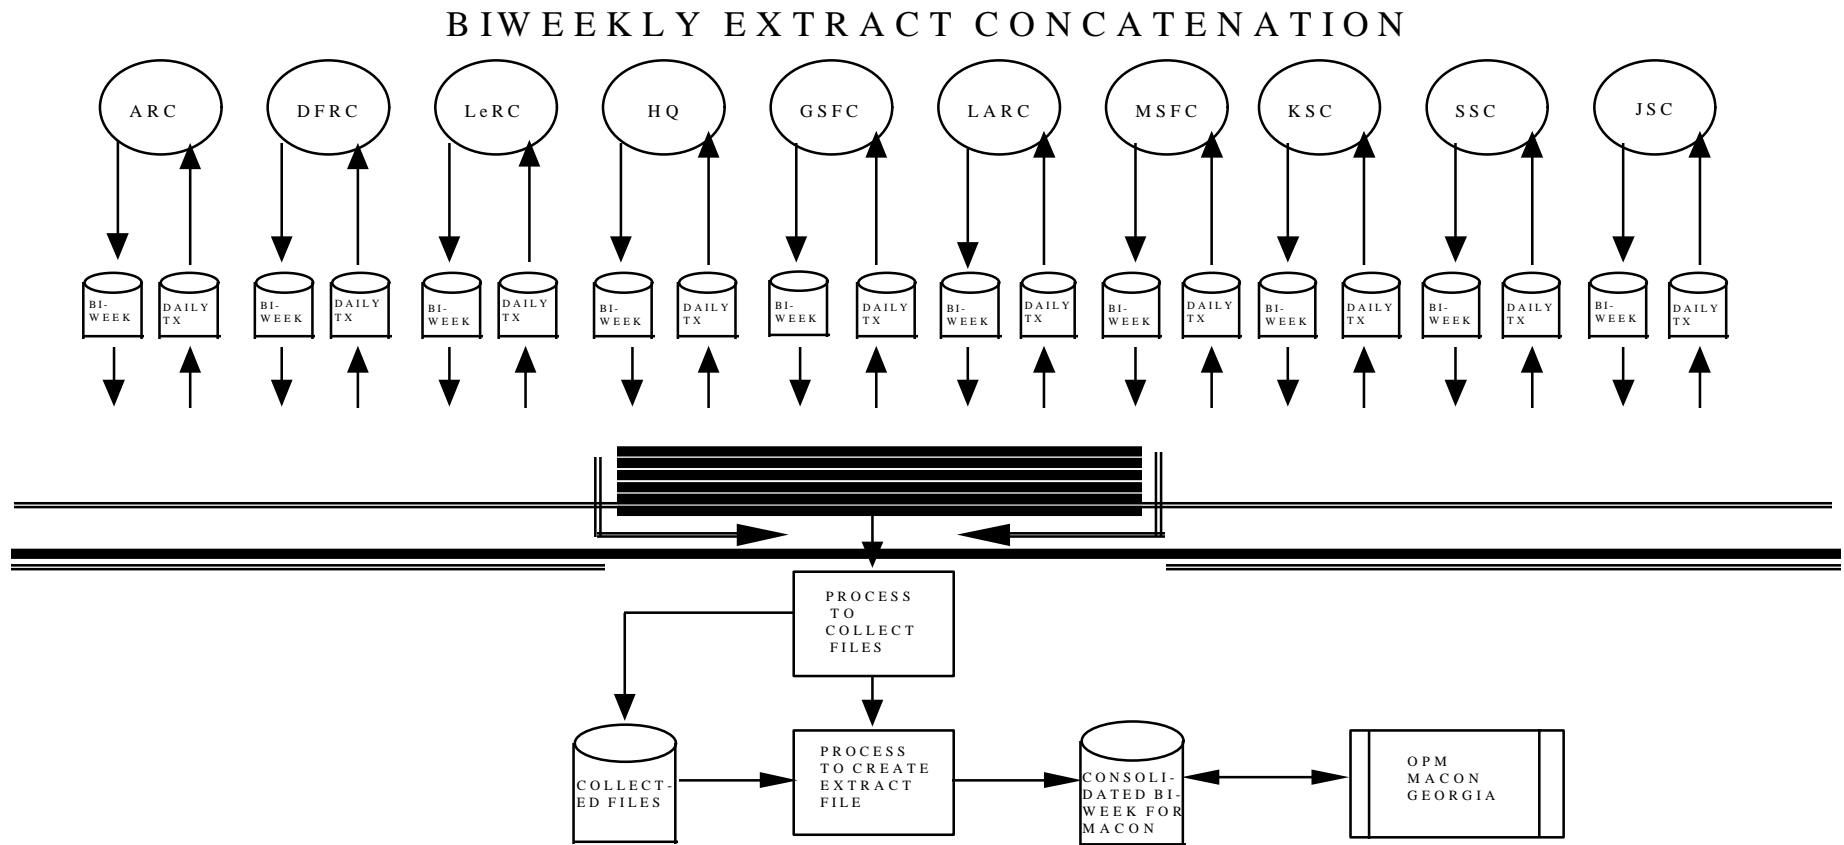 BIWEEKLY EXTRACT CONCATENATION
ARC
DFRC
LeRC
HQ
GSFC
LARC
MSFC
KSC
SSC
JSC
BI-
WEEK
DAILY
TX
BI-
WEEK
DAILY
TX
BI-
WEEK
DAILY
TX
BI-
WEEK
DAILY
TX
BI-
WEEK
DAILY
TX
BI-
WEEK
DAILY
TX
BI-
WEEK
DAILY
TX
BI-
WEEK
DAILY
TX
BI-
WEEK
DAILY
TX
BI-
WEEK
DAILY
TX
PROCESS
TO
COLLECT
FILES
COLLECT-
ED FILES
PROCESS
TO CREATE
EXTRACT
FILE
CONSOLI-
DATED BI-
WEEK FOR
MACON
OPM
MACON
GEORGIA